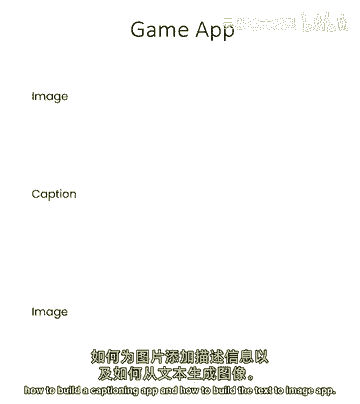 Game App
Image
Caption
Image
如何为图片添加描述信息以
及如何从文本生成图像。
how to build a captioning app and how to build the text to image app.